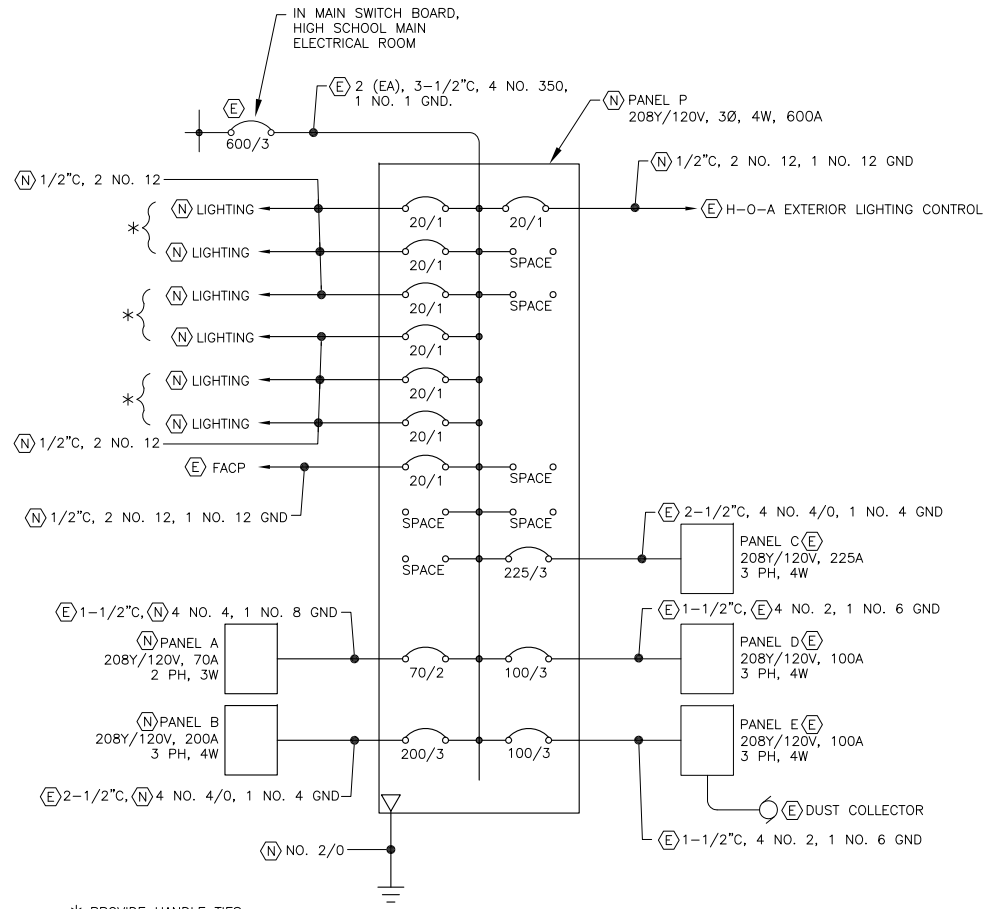 IN MAIN SWITCH BOARD,
HIGH SCHOOL MAIN
ELECTRICAL ROOM
E
600/3
E 2 (EA), 3-1/2"C, 4 NO. 350,
1 NO. 1 GND.
N PANEL P
208Y/120V, 3Ø, 4W, 600A
N 1/2"C, 2 NO. 12
N 1/2"C, 2 NO. 12, 1 NO. 12 GND
* N LIGHTING
20/1
20/1
E H-O-A EXTERIOR LIGHTING CONTROL
N LIGHTING
20/1
SPACE
* N LIGHTING
20/1
SPACE
N LIGHTING
20/1
* N LIGHTING
20/1
N LIGHTING
20/1
N 1/2"C, 2 NO. 12
E FACP
20/1
SPACE
N 1/2"C, 2 NO. 12, 1 NO. 12 GND
SPACE
SPACE
E 2-1/2"C, 4 NO. 4/0, 1 NO. 4 GND
SPACE
225/3
PANEL C E
208Y/120V, 225A
3 PH, 4W
E 1-1/2"C, N 4 NO. 4, 1 NO. 8 GND
E 1-1/2"C, E 4 NO. 2, 1 NO. 6 GND
N PANEL A
208Y/120V, 70A
2 PH, 3W
70/2
100/3
PANEL D E
208Y/120V, 100A
3 PH, 4W
N PANEL B
208Y/120V, 200A
3 PH, 4W
200/3
100/3
PANEL E E
208Y/120V, 100A
3 PH, 4W
E 2-1/2"C, N 4 NO. 4/0, 1 NO. 4 GND
E DUST COLLECTOR
E 1-1/2"C, 4 NO. 2, 1 NO. 6 GND
N NO. 2/0
* PROVIDE HANDLE TIES